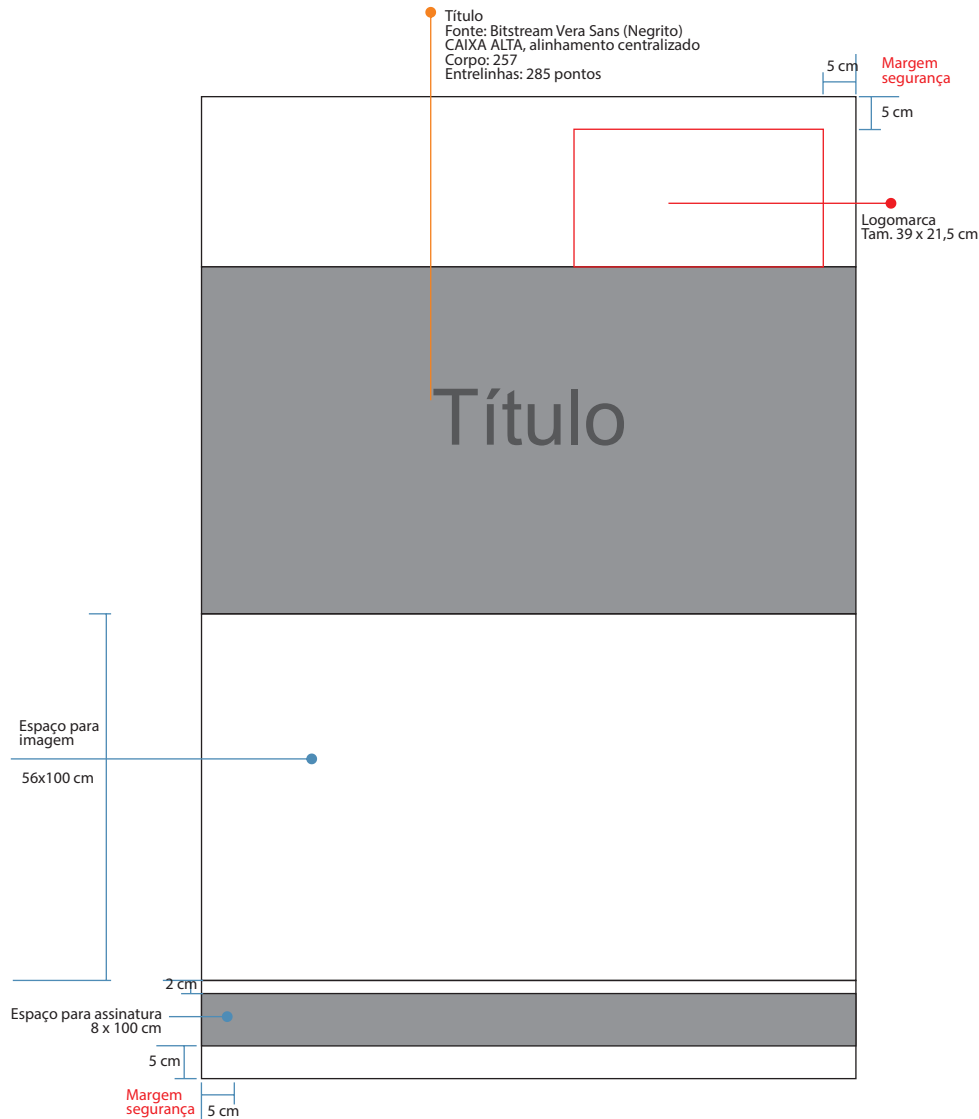 Título
Fonte: Bitstream Vera Sans (Negrito)
CAIXA ALTA, alinhamento centralizado
Corpo: 257
Entrelinhas: 285 pontos
5 cm
Margem
segurança
5 cm
Logomarca
Tam. 39 x 21,5 cm
Título
Espaço para
imagem
56x100 cm
2 cm
Espaço para assinatura
8 x 100 cm
5 cm
Margem
segurança
5 cm